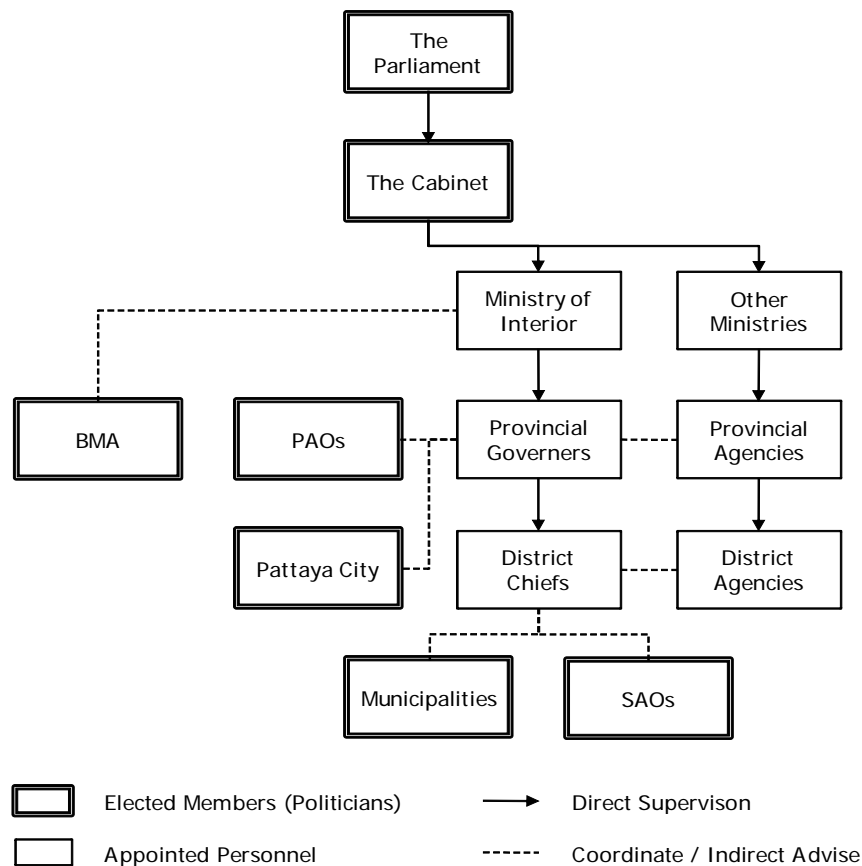 The
Parliament
The Cabinet
Ministry of
Interior
Other
Ministries
BMA
PAOs
Provincial
Governers
Provincial
Agencies
Pattaya City
District
Chiefs
District
Agencies
Municipalities
SAOs
Elected Members (Politicians)
Direct Supervison
Appointed Personnel
Coordinate / Indirect Advise